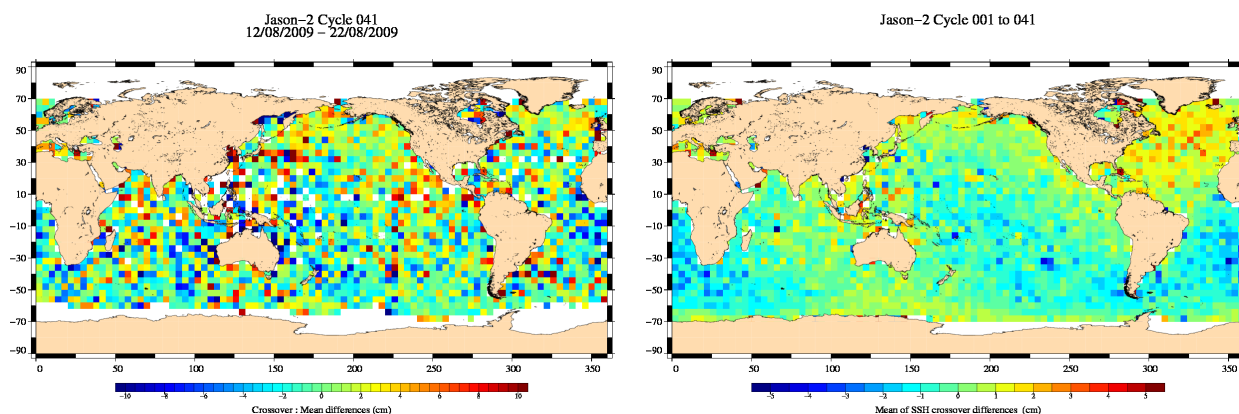 Jason-2 Cycle 041
12/08/2009 - 22/08/2009
90
70
50
30
10
-10
-30
-50
-70
-90
0 50 100 150 200 250 300 350
-10 -8 -6 -4 -2 0 2 4 6 8 10
Crossover : Mean differences (cm)
Jason-2 Cycle 001 to 041
90
70
50
30
10
-10
-30
-50
-70
-90
0 50 100 150 200 250 300 350
-5 -4 -3 -2 -1 0 1 2 3 4 5
Mean of SSH crossover differences (cm)